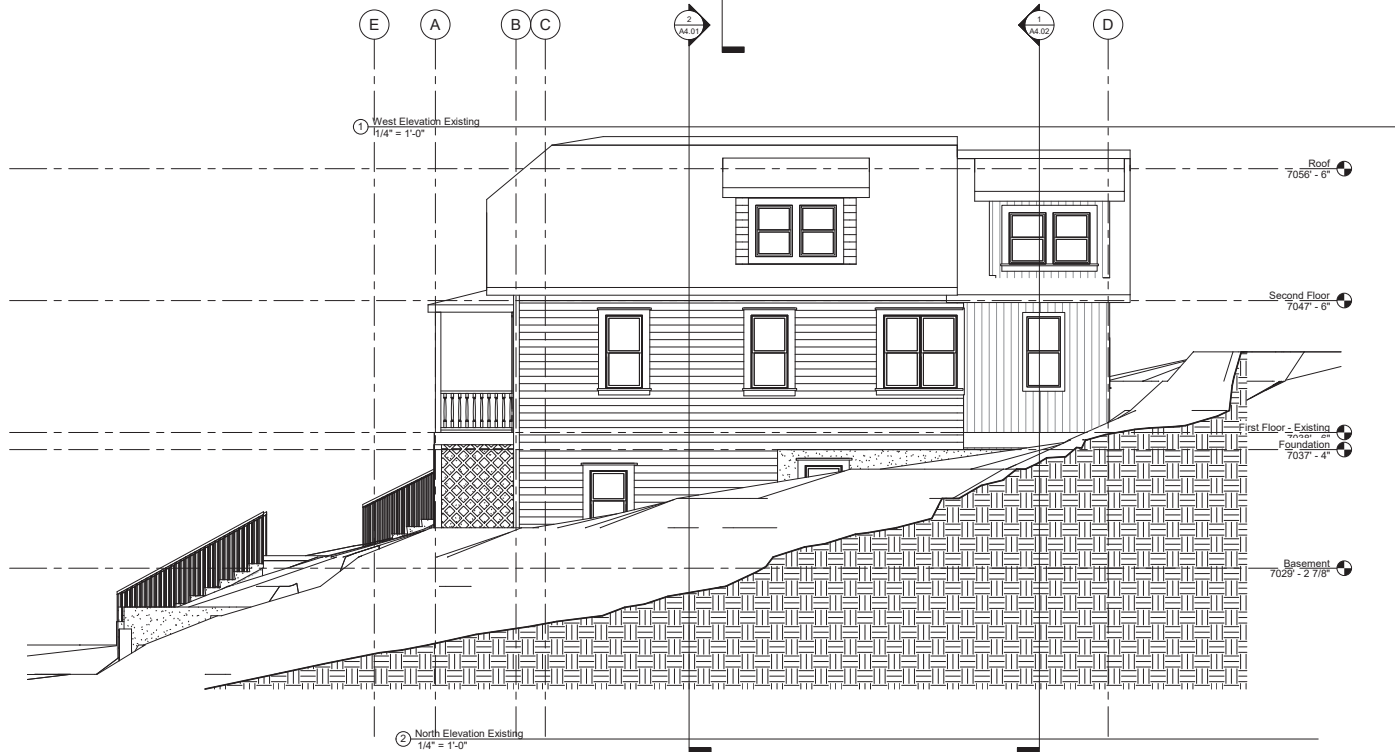 E
A
B
C
2
A4.01
1
A4.02
D
1
West Elevation Existing
1/4" = 1'-0"
Roof
7056' - 6"
Second Floor
7047' - 6"
First Floor - Existing
7038' - 6"
Foundation
7037' - 4"
Basement
7029' - 2 7/8"
2
North Elevation Existing
1/4" = 1'-0"